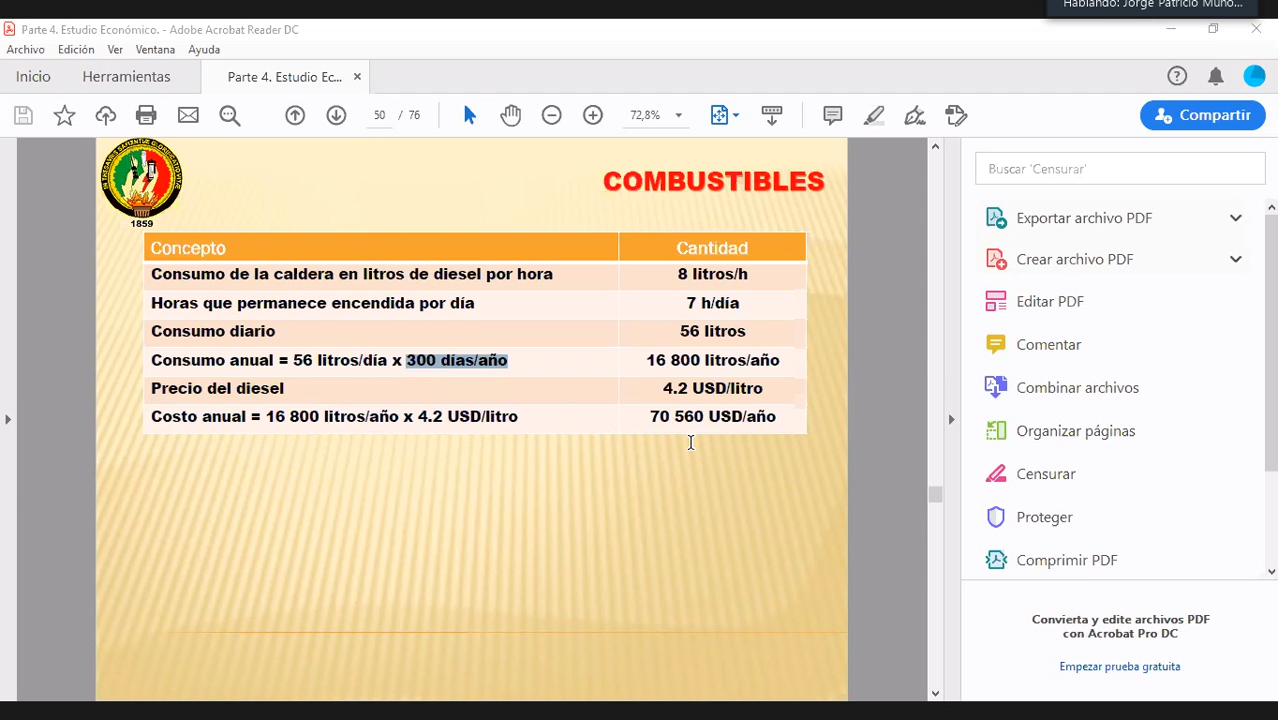 Hablando: Jorge Patricio Muño...
Parte 4. Estudio Económico. - Adobe Acrobat Reader DC
Archivo Edición Ver Ventana Ayuda
Inicio Herramientas Parte 4. Estudio Ec... ×
50 / 76 72,8% Compartir
COMBUSTIBLES
1859
Concepto Cantidad
Consumo de la caldera en litros de diesel por hora 8 litros/h
Horas que permanece encendida por día 7 h/día
Consumo diario 56 litros
Consumo anual = 56 litros/día x 300 días/año 16 800 litros/año
Precio del diesel 4.2 USD/litro
Costo anual = 16 800 litros/año x 4.2 USD/litro 70 560 USD/año
Buscar 'Censurar'
Exportar archivo PDF
Crear archivo PDF
Editar PDF
Comentar
Combinar archivos
Organizar páginas
Censurar
Proteger
Comprimir PDF
Convierta y edite archivos PDF
con Acrobat Pro DC
Empezar prueba gratuita